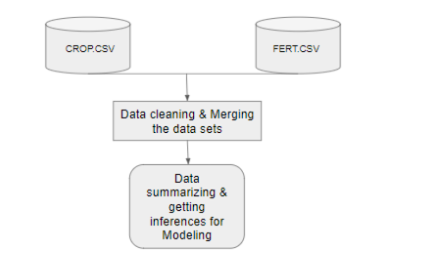 CROP.CSV
FERT.CSV
Data cleaning & Merging
the data sets
Data
summarizing &
getting
inferences for
Modeling